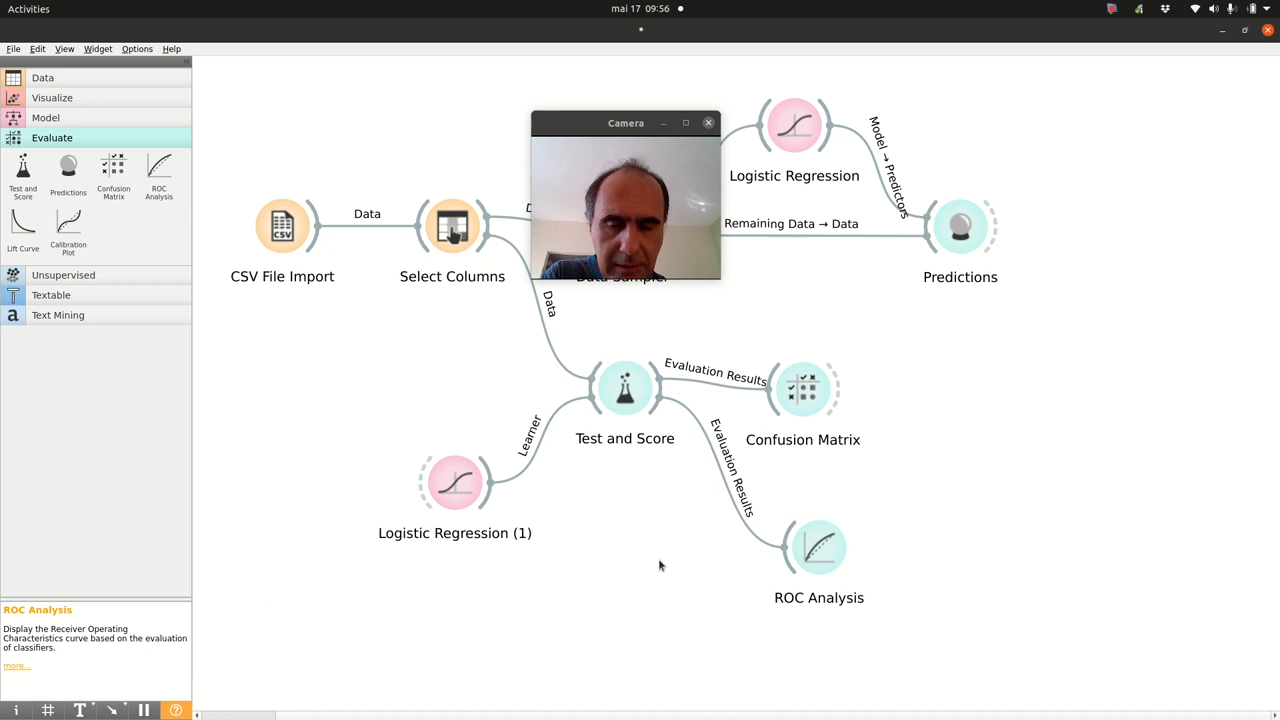 Activities
mai 17 09:56
File Edit View Widget Options Help
Data
Visualize
Model
Evaluate
Test and Score
Predictions
Confusion Matrix
ROC Analysis
Lift Curve
Calibration Plot
Unsupervised
Textable
Text Mining
ROC Analysis
Display the Receiver Operating
Characteristics curve based on the evaluation
of classifiers.
more...
Camera
CSV
CSV File Import
Data
Select Columns
Data
Logistic Regression
Model → Predictors
Remaining Data → Data
Predictions
Data Sampler
Test and Score
Evaluation Results
Confusion Matrix
Learner
Logistic Regression (1)
Evaluation Results
ROC Analysis